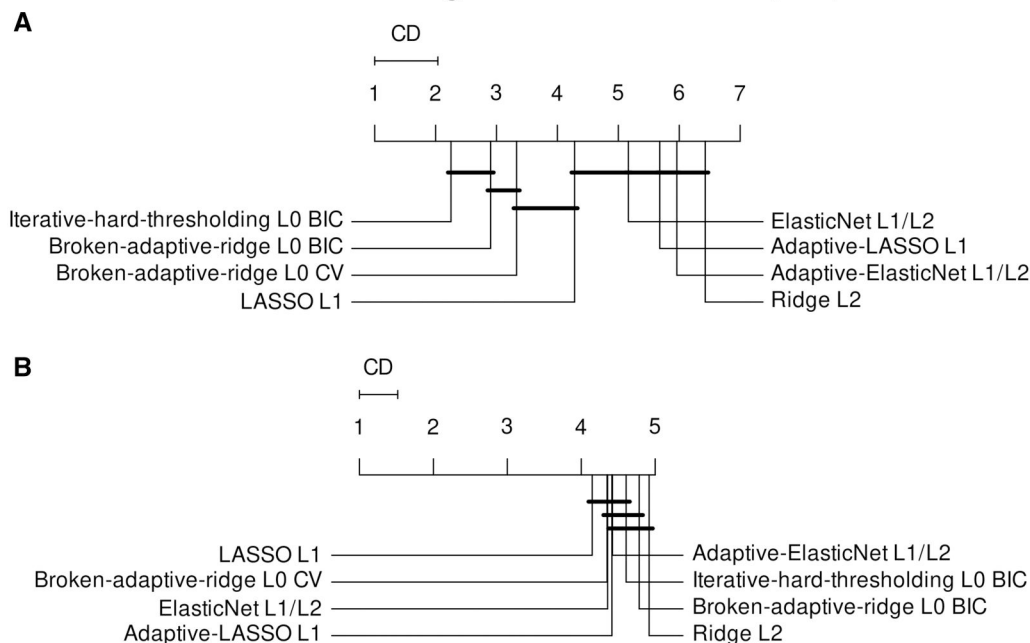 A
CD
1 2 3 4 5 6 7
Iterative-hard-thresholding L0 BIC
Broken-adaptive-ridge L0 BIC
Broken-adaptive-ridge L0 CV
LASSO L1
ElasticNet L1/L2
Adaptive-LASSO L1
Adaptive-ElasticNet L1/L2
Ridge L2
B
CD
1 2 3 4 5
LASSO L1
Broken-adaptive-ridge L0 CV
ElasticNet L1/L2
Adaptive-LASSO L1
Adaptive-ElasticNet L1/L2
Iterative-hard-thresholding L0 BIC
Broken-adaptive-ridge L0 BIC
Ridge L2